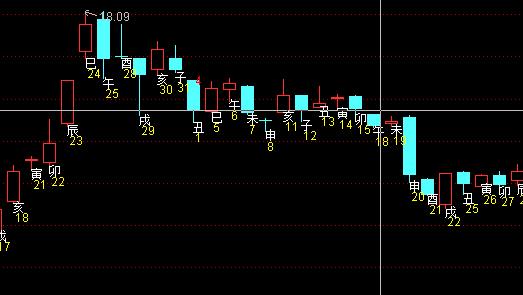 18.09
戌
17
亥
18
寅
21
卯
22
辰
23
巳
24
午
25
酉
28
戌
29
亥
30
子
31
丑
1
巳
5
午
6
未
7
申
8
亥
11
子
12
丑
13
寅
14
卯
15
午
18
未
19
申
20
酉
21
戌
22
丑
25
寅
26
卯
27
辰